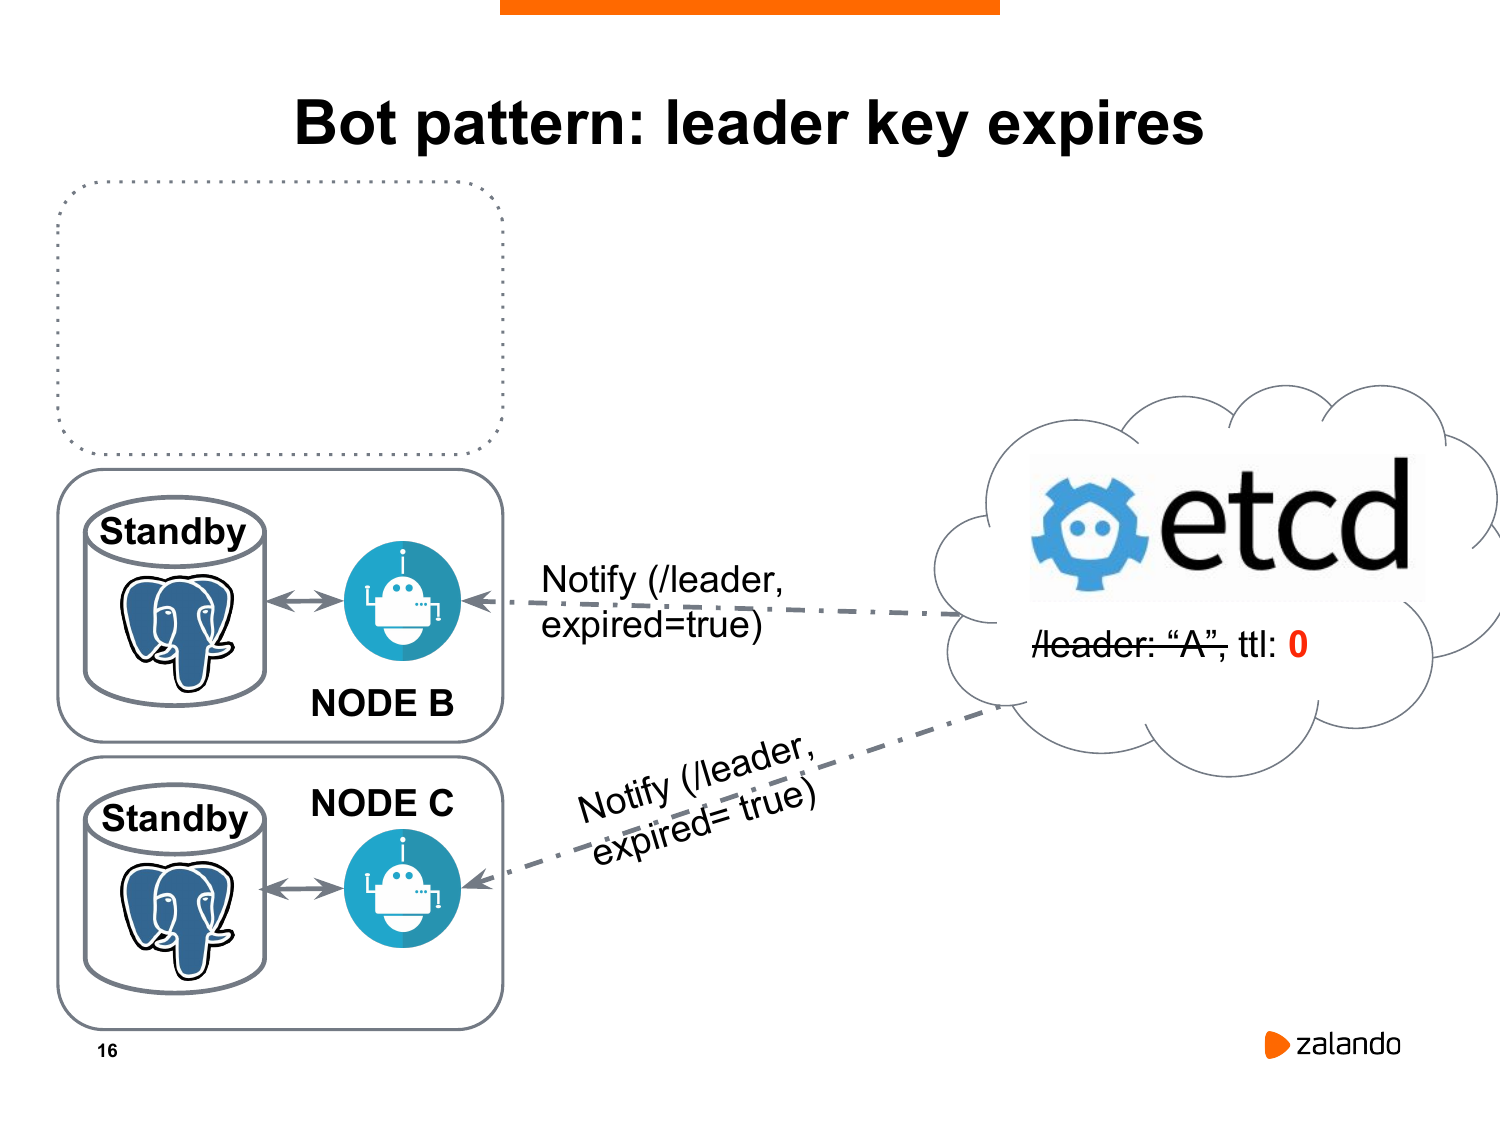 Bot pattern: leader key expires
Standby
NODE B
Notify (/leader,
expired=true)
etcd
/leader: “A”, ttl: 0
Standby
NODE C
Notify (/leader,
expired= true)
16
zalando